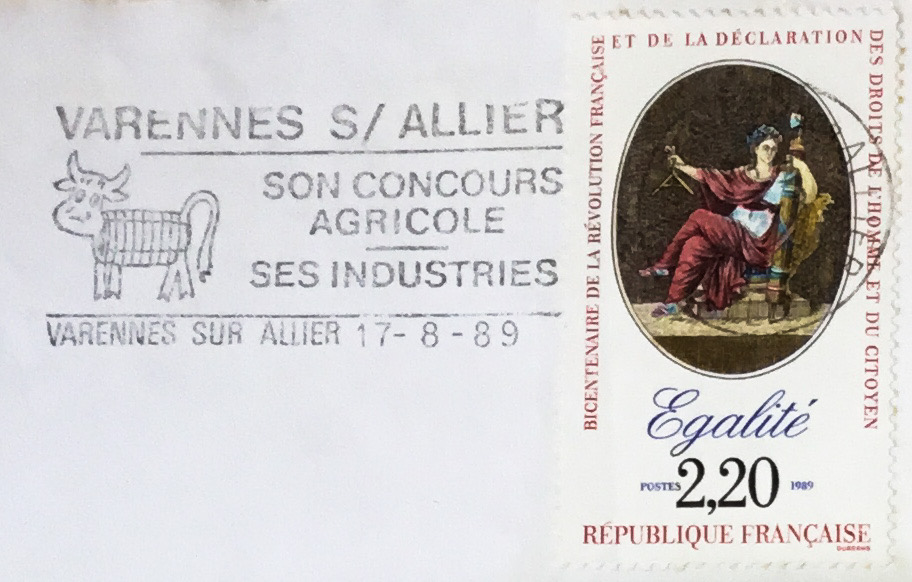 VARENNES S/ ALLIER
SON CONCOURS
AGRICOLE
SES INDUSTRIES
VARENNES SUR ALLIER 17-8-89
BICENTENAIRE DE LA RÉVOLUTION FRANÇAISE
ET DE LA DÉCLARATION
DES DROITS DE L'HOMME ET DU CITOYEN
Egalité
POSTES 2,20 1989
RÉPUBLIQUE FRANÇAISE